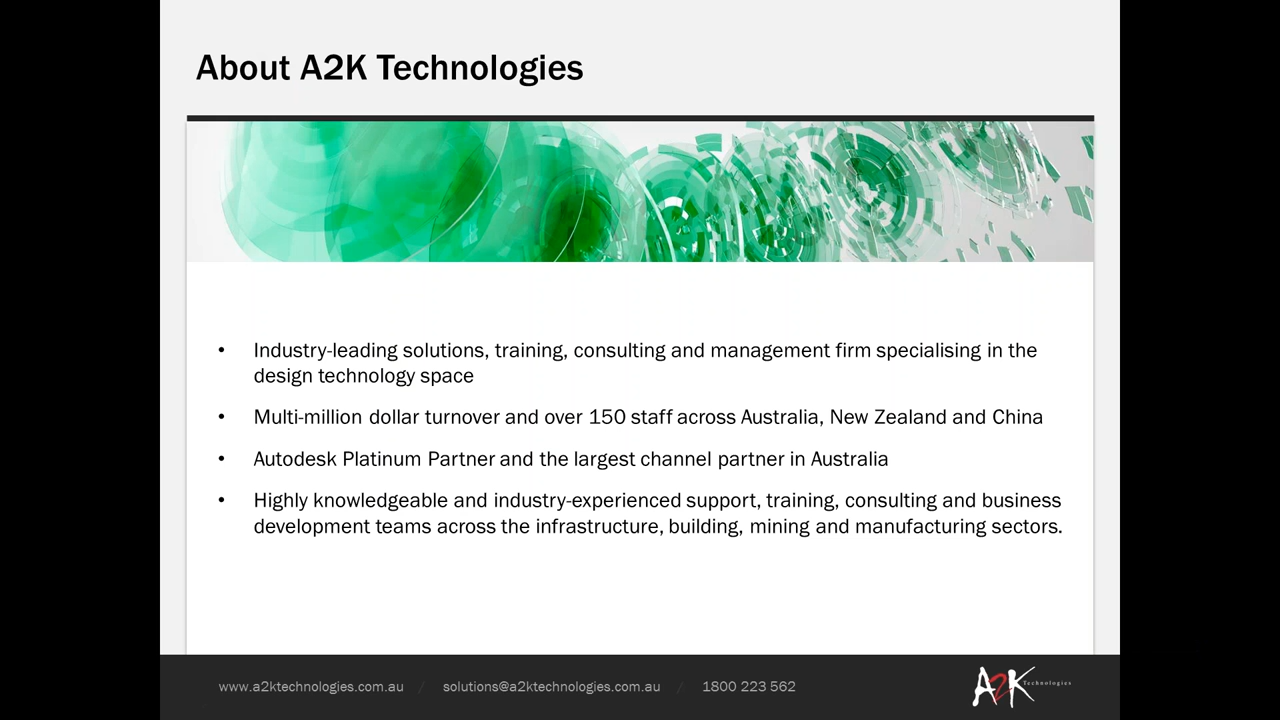 About A2K Technologies
• Industry-leading solutions, training, consulting and management firm specialising in the
design technology space
• Multi-million dollar turnover and over 150 staff across Australia, New Zealand and China
• Autodesk Platinum Partner and the largest channel partner in Australia
• Highly knowledgeable and industry-experienced support, training, consulting and business
development teams across the infrastructure, building, mining and manufacturing sectors.
www.a2ktechnologies.com.au / solutions@a2ktechnologies.com.au / 1800 223 562
A2K Technologies